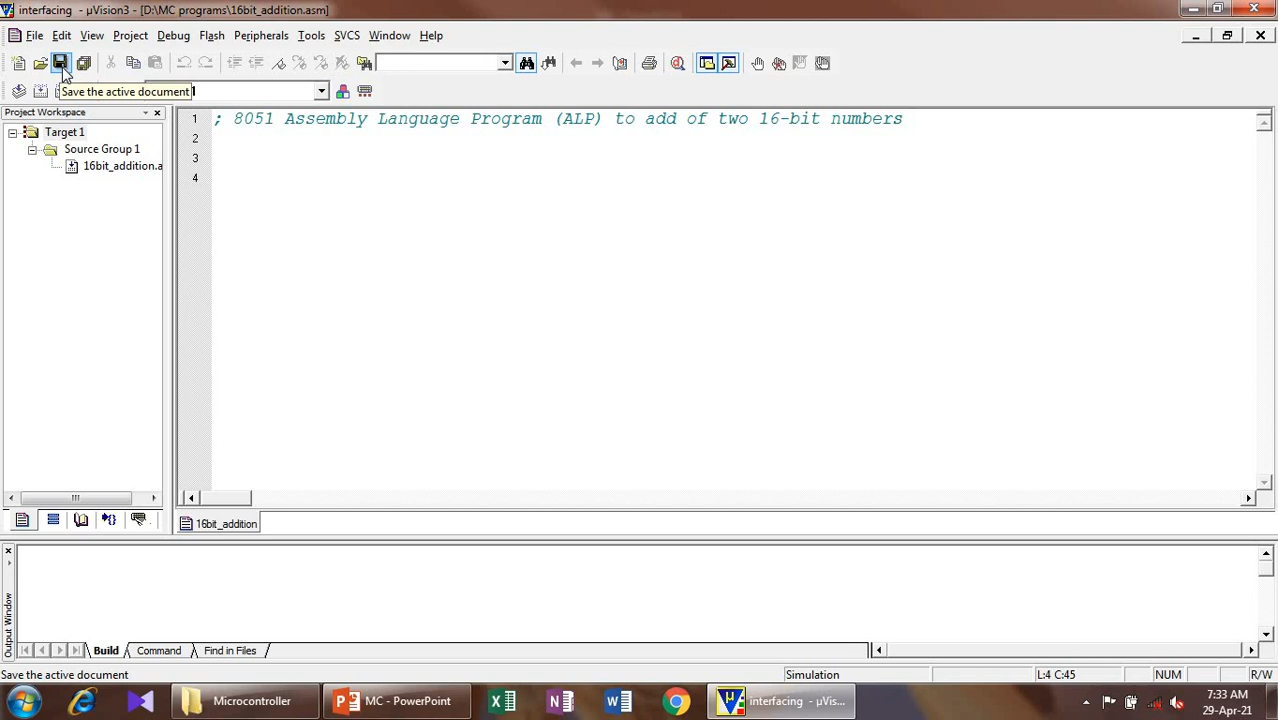 interfacing - µVision3 - [D:\MC programs\16bit_addition.asm]
File Edit View Project Debug Flash Peripherals Tools SVCS Window Help
Save the active document
Project Workspace
Target 1
Source Group 1
16bit_addition.a
1 ; 8051 Assembly Language Program (ALP) to add of two 16-bit numbers
2
3
4
16bit_addition
Output Window
Build Command Find in Files
Save the active document Simulation L:4 C:45 NUM R/W
Microcontroller MC - PowerPoint interfacing - µVis...
7:33 AM
29-Apr-21